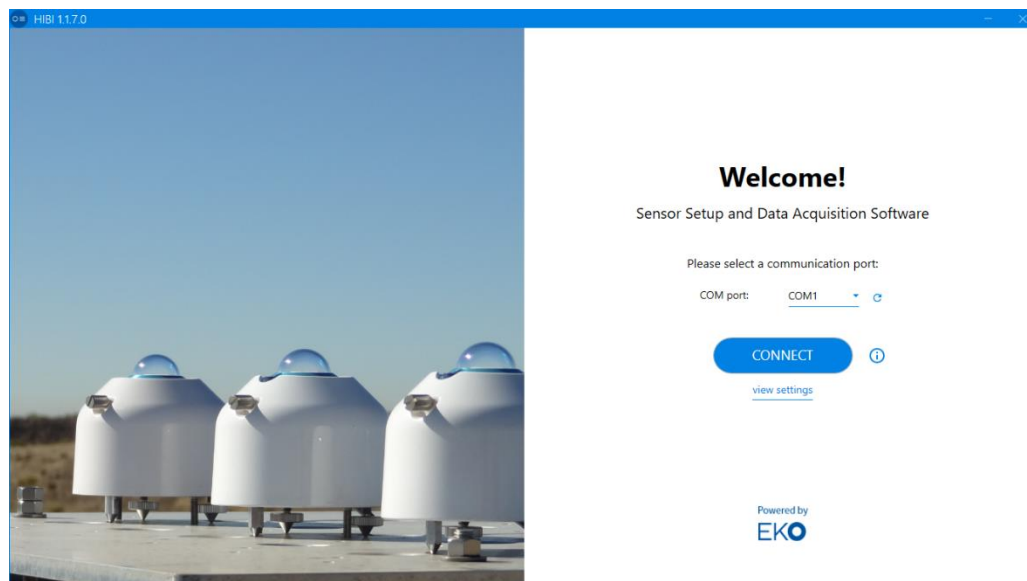 HIBI 1.1.7.0
Welcome!
Sensor Setup and Data Acquisition Software
Please select a communication port:
COM port: COM1
CONNECT
view settings
Powered by
EKO